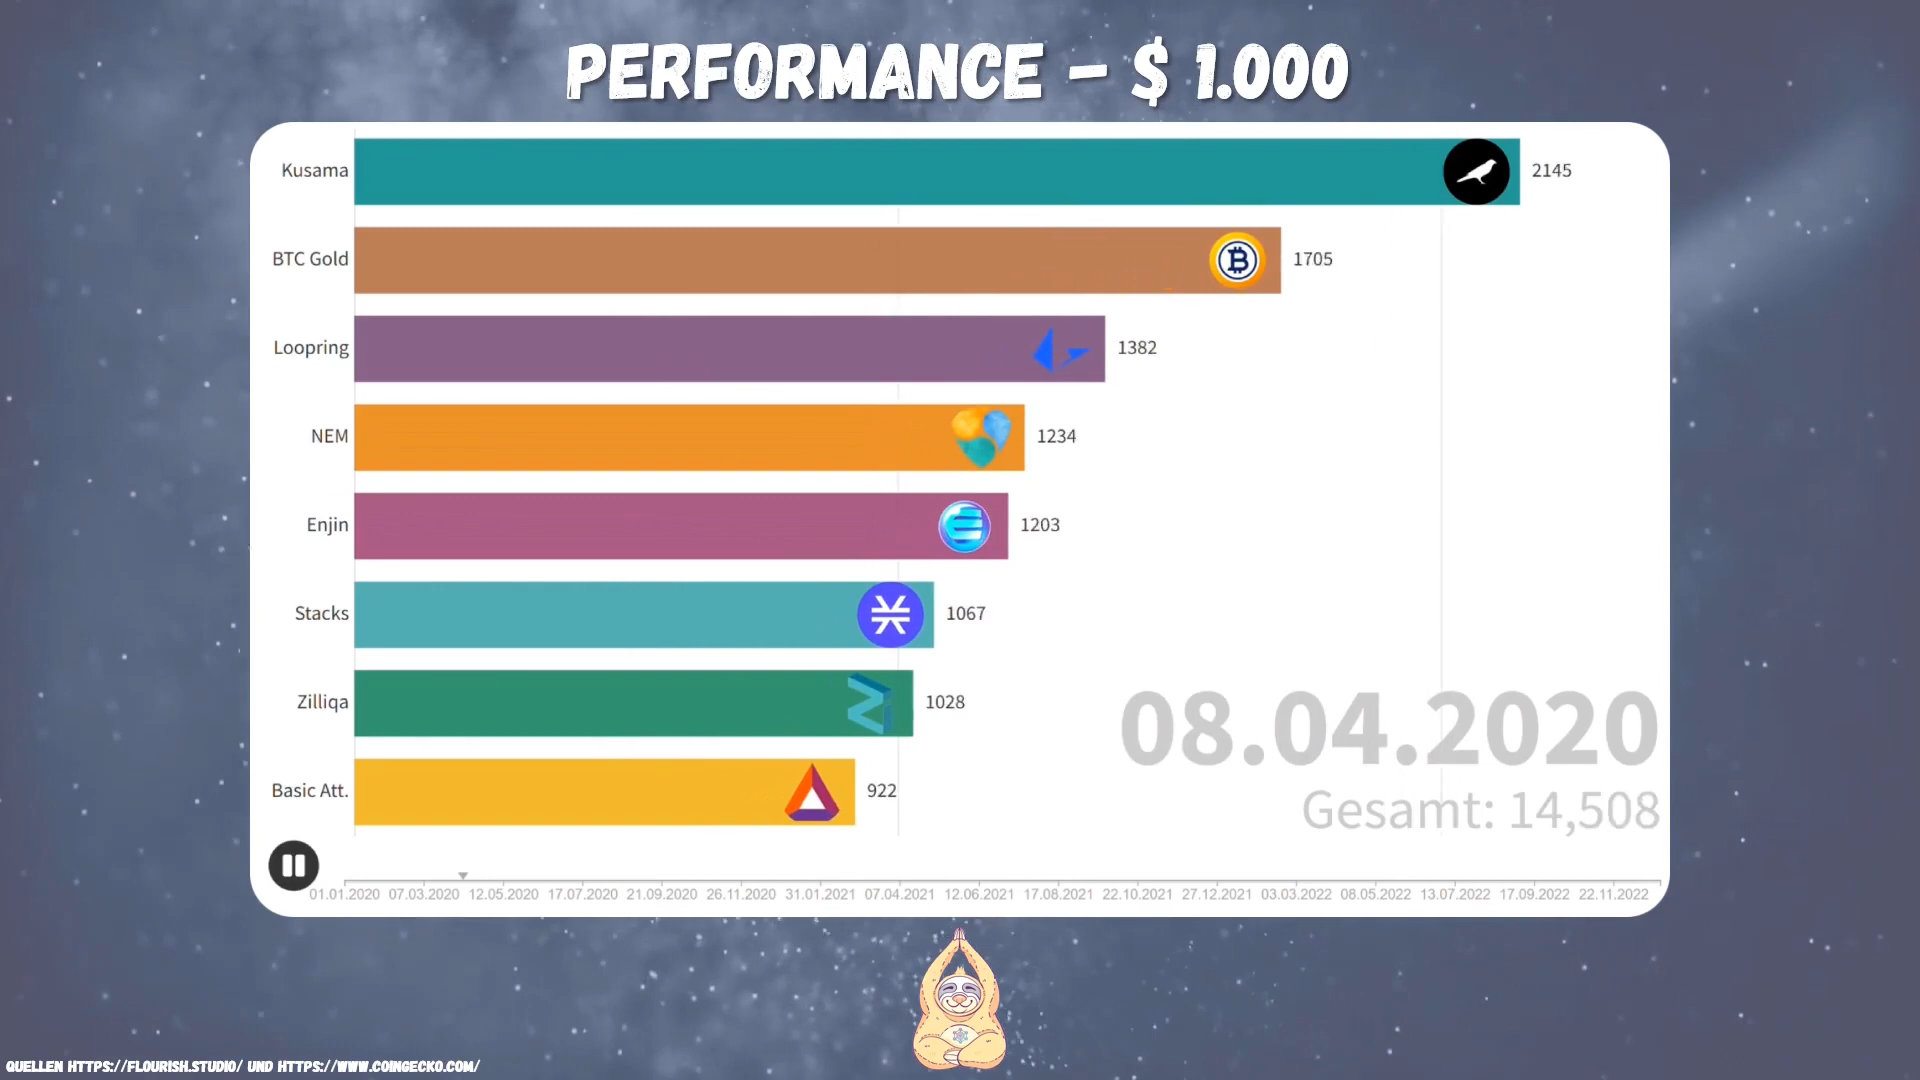 PERFORMANCE – $ 1.000
Kusama 2145
BTC Gold 1705
Loopring 1382
NEM 1234
Enjin 1203
Stacks 1067
Zilliqa 1028
Basic Att. 922
08.04.2020
Gesamt: 14,508
01.01.2020 07.03.2020 12.05.2020 17.07.2020 21.09.2020 26.11.2020 31.01.2021 07.04.2021 12.06.2021 17.08.2021 22.10.2021 27.12.2021 03.03.2022 08.05.2022 13.07.2022 17.09.2022 22.11.2022
QUELLEN HTTPS://FLOURISH.STUDIO/ UND HTTPS://WWW.COINGECKO.COM/